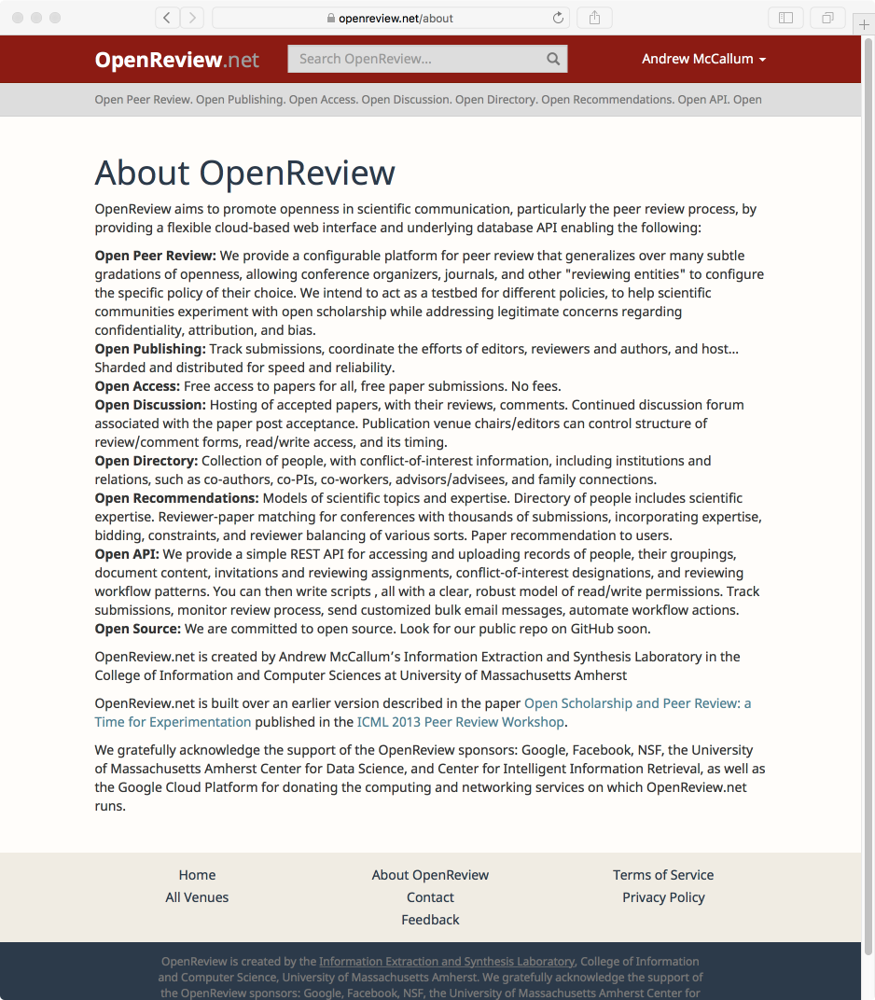 openreview.net/about
OpenReview.net
Search OpenReview...
Andrew McCallum
Open Peer Review. Open Publishing. Open Access. Open Discussion. Open Directory. Open Recommendations. Open API. Open
About OpenReview
OpenReview aims to promote openness in scientific communication, particularly the peer review process, by
providing a flexible cloud-based web interface and underlying database API enabling the following:
Open Peer Review: We provide a configurable platform for peer review that generalizes over many subtle
gradations of openness, allowing conference organizers, journals, and other "reviewing entities" to configure
the specific policy of their choice. We intend to act as a testbed for different policies, to help scientific
communities experiment with open scholarship while addressing legitimate concerns regarding
confidentiality, attribution, and bias.
Open Publishing: Track submissions, coordinate the efforts of editors, reviewers and authors, and host...
Sharded and distributed for speed and reliability.
Open Access: Free access to papers for all, free paper submissions. No fees.
Open Discussion: Hosting of accepted papers, with their reviews, comments. Continued discussion forum
associated with the paper post acceptance. Publication venue chairs/editors can control structure of
review/comment forms, read/write access, and its timing.
Open Directory: Collection of people, with conflict-of-interest information, including institutions and
relations, such as co-authors, co-PIs, co-workers, advisors/advisees, and family connections.
Open Recommendations: Models of scientific topics and expertise. Directory of people includes scientific
expertise. Reviewer-paper matching for conferences with thousands of submissions, incorporating expertise,
bidding, constraints, and reviewer balancing of various sorts. Paper recommendation to users.
Open API: We provide a simple REST API for accessing and uploading records of people, their groupings,
document content, invitations and reviewing assignments, conflict-of-interest designations, and reviewing
workflow patterns. You can then write scripts , all with a clear, robust model of read/write permissions. Track
submissions, monitor review process, send customized bulk email messages, automate workflow actions.
Open Source: We are committed to open source. Look for our public repo on GitHub soon.
OpenReview.net is created by Andrew McCallum’s Information Extraction and Synthesis Laboratory in the
College of Information and Computer Sciences at University of Massachusetts Amherst
OpenReview.net is built over an earlier version described in the paper Open Scholarship and Peer Review: a
Time for Experimentation published in the ICML 2013 Peer Review Workshop.
We gratefully acknowledge the support of the OpenReview sponsors: Google, Facebook, NSF, the University
of Massachusetts Amherst Center for Data Science, and Center for Intelligent Information Retrieval, as well as
the Google Cloud Platform for donating the computing and networking services on which OpenReview.net
runs.
Home
About OpenReview
Terms of Service
All Venues
Contact
Privacy Policy
Feedback
OpenReview is created by the Information Extraction and Synthesis Laboratory, College of Information
and Computer Science, University of Massachusetts Amherst. We gratefully acknowledge the support of
the OpenReview sponsors: Google, Facebook, NSF, the University of Massachusetts Amherst Center for